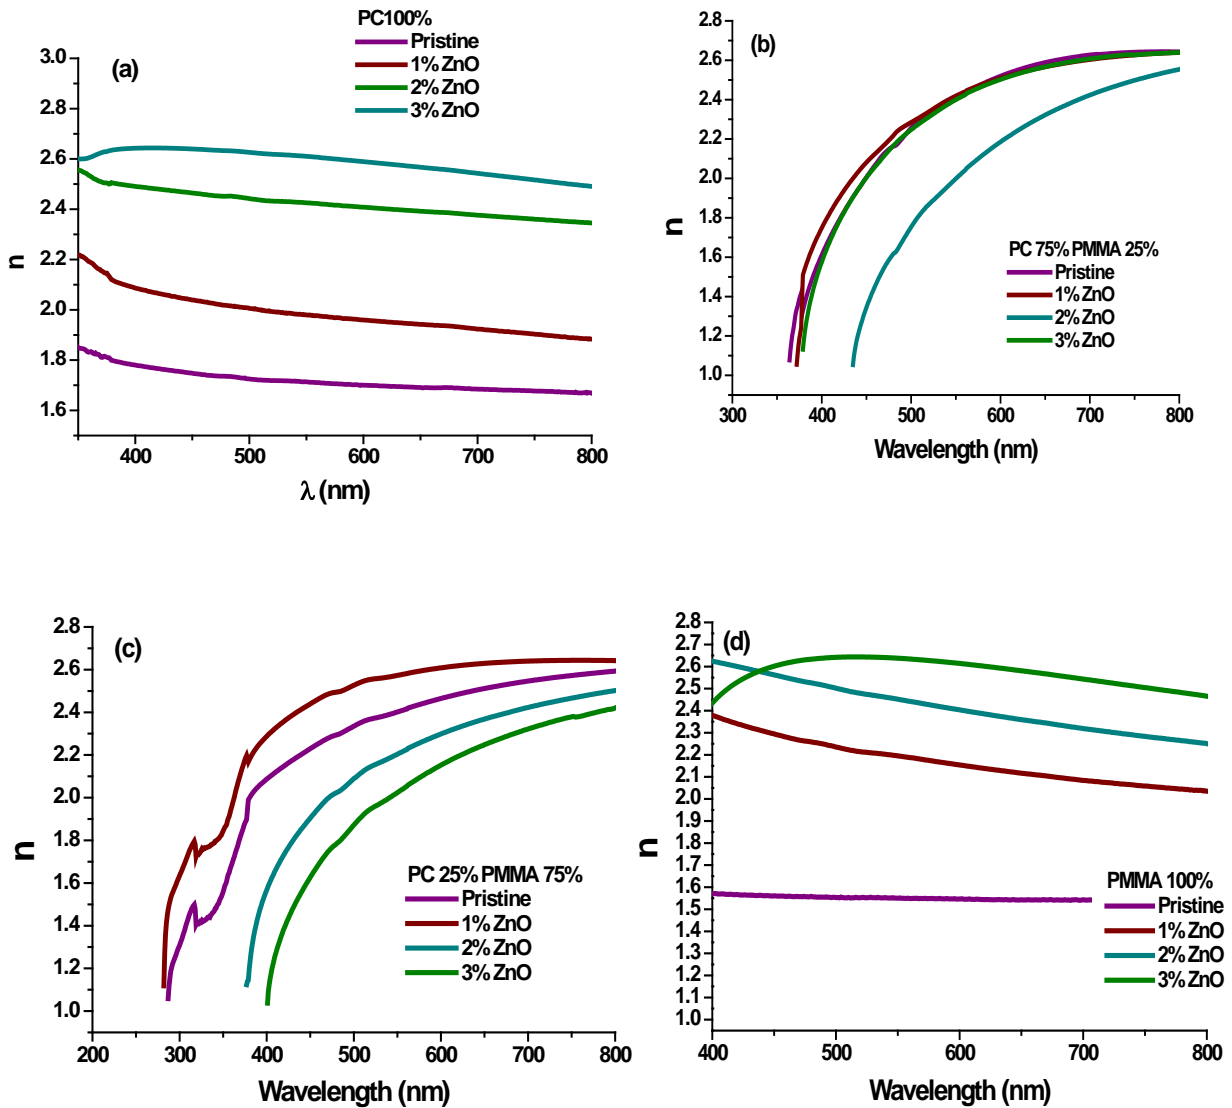 PC100%
Pristine
1% ZnO
2% ZnO
3% ZnO
(a)
3.0
2.8
2.6
2.4
2.2
2.0
1.8
1.6
n
400 500 600 700 800
λ (nm)
(b)
2.8
2.6
2.4
2.2
2.0
1.8
1.6
1.4
1.2
1.0
n
PC 75% PMMA 25%
Pristine
1% ZnO
2% ZnO
3% ZnO
300 400 500 600 700 800
Wavelength (nm)
(c)
2.8
2.6
2.4
2.2
2.0
1.8
1.6
1.4
1.2
1.0
n
PC 25% PMMA 75%
Pristine
1% ZnO
2% ZnO
3% ZnO
200 300 400 500 600 700 800
Wavelength (nm)
(d)
2.8
2.7
2.6
2.5
2.4
2.3
2.2
2.1
2.0
1.9
1.8
1.7
1.6
1.5
1.4
1.3
1.2
1.1
1.0
n
PMMA 100%
Pristine
1% ZnO
2% ZnO
3% ZnO
400 500 600 700 800
Wavelength (nm)